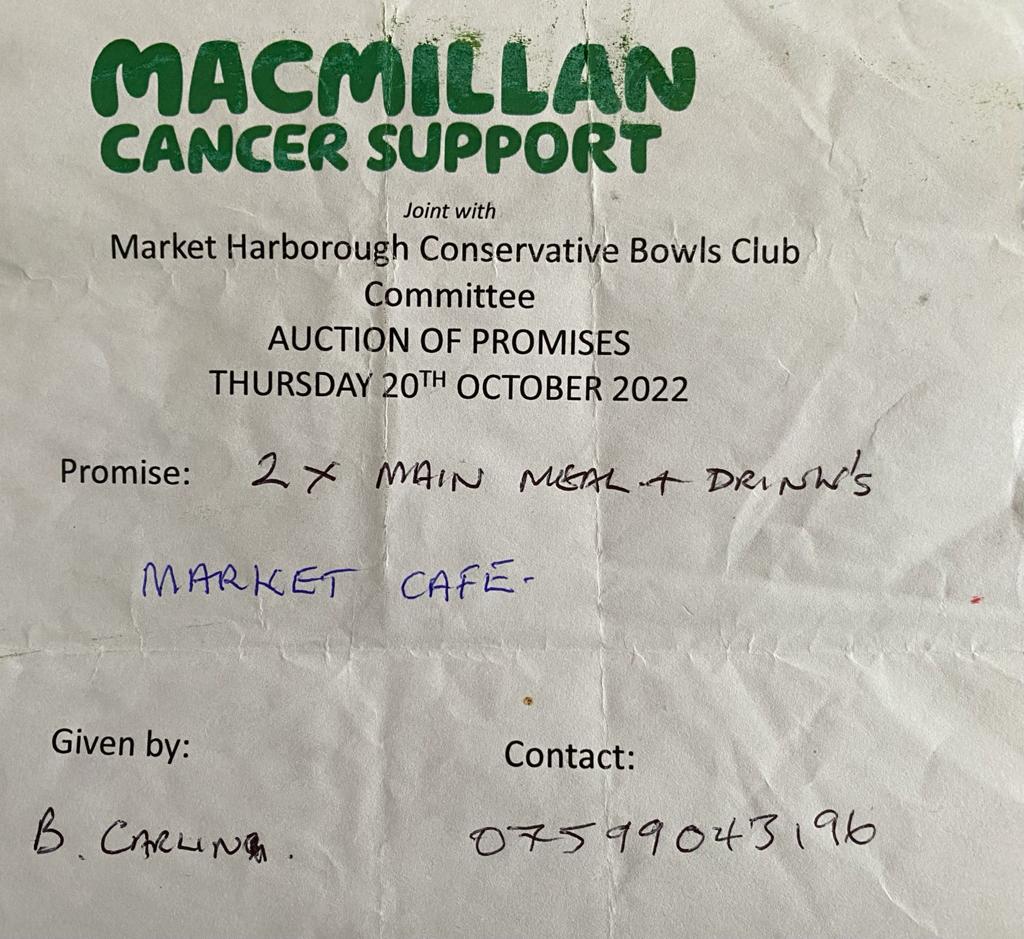 MACMILLAN
CANCER SUPPORT
Joint with
Market Harborough Conservative Bowls Club
Committee
AUCTION OF PROMISES
THURSDAY 20TH OCTOBER 2022
Promise: 2 x MAIN MEAL + DRINK'S
MARKET CAFE-
Given by: Contact:
B. CARLING. 07599043196